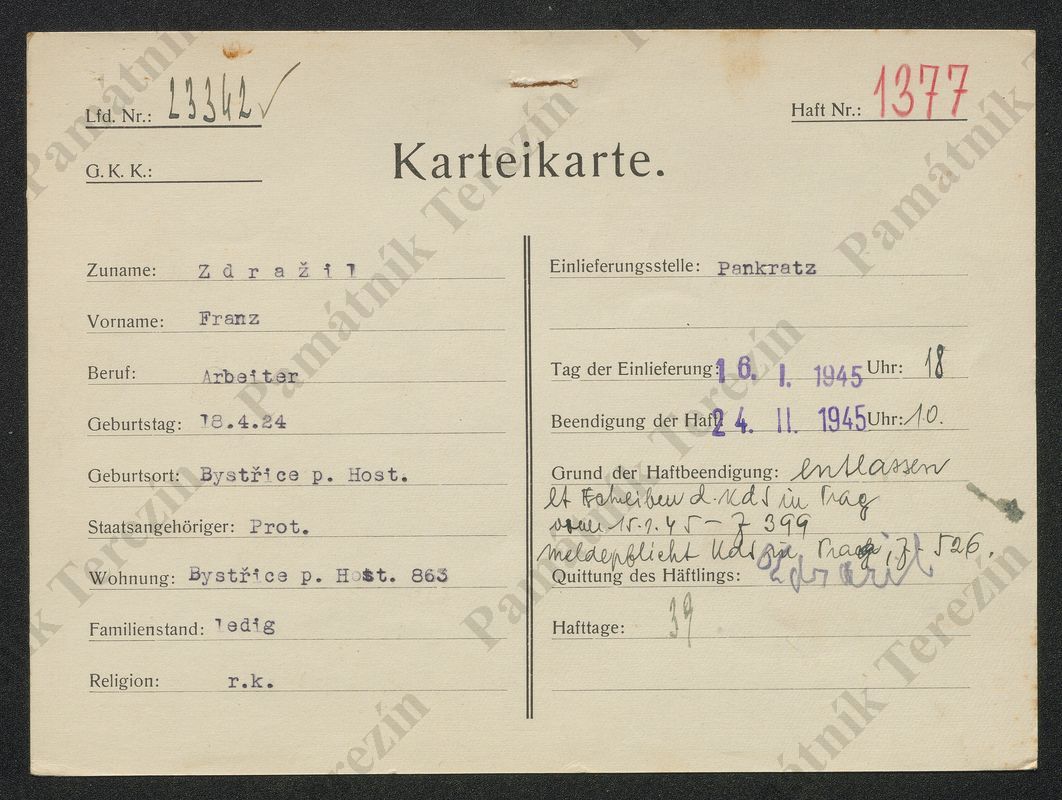 Lfd. Nr.: 23342 ✓
Haft Nr.: 1377
G. K. K.:
Karteikarte.
Zuname: Zdražil
Vorname: Franz
Beruf: Arbeiter
Geburtstag: 18.4.24
Geburtsort: Bystřice p. Host.
Staatsangehöriger: Prot.
Wohnung: Bystřice p. Host. 863
Familienstand: ledig
Religion: r.k.
Einlieferungsstelle: Pankratz
Tag der Einlieferung: 16. I. 1945 Uhr: 18
Beendigung der Haft: 24. II. 1945 Uhr: 10.
Grund der Haftbeendigung: entlassen
lt Schreiben d. KdS in Prag
vom 15.2.45 – J 399
meldepflicht KdS in Prag, J - 526.
Quittung des Häftlings: Zdražil
Hafttage: 39
Památník Terezín